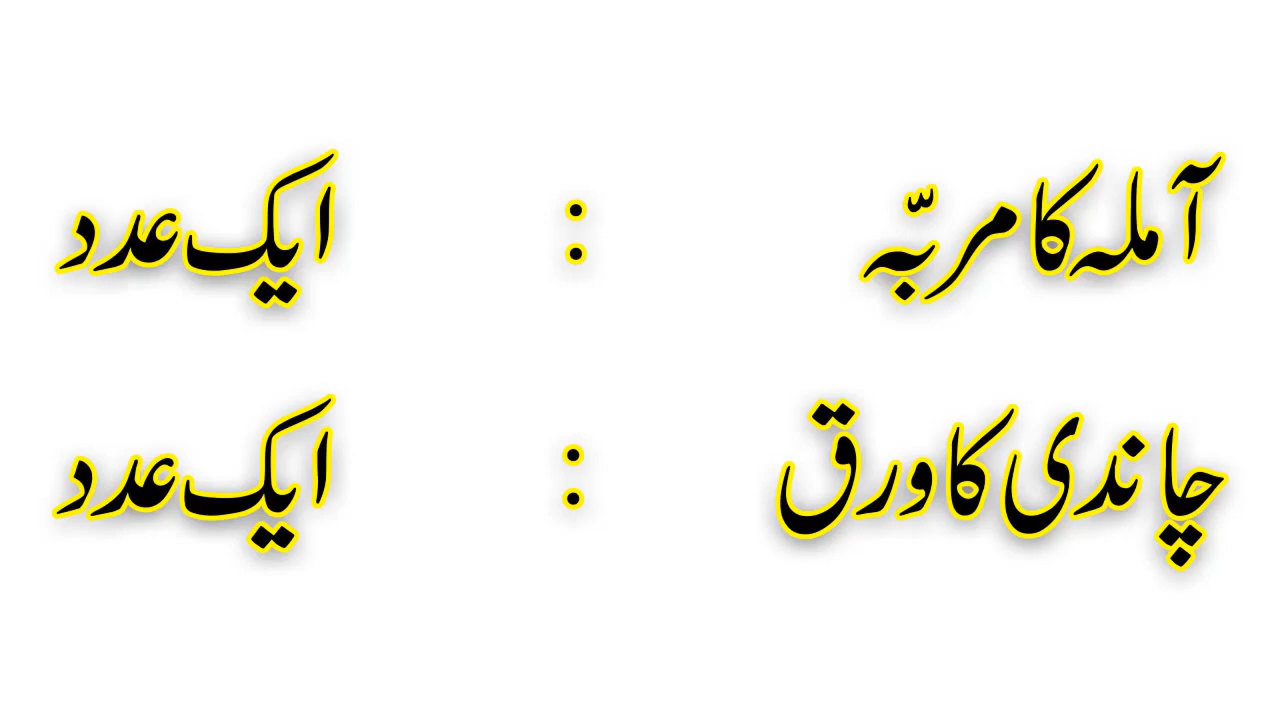 آملہ کا مربّہ : ایک عدد
چاندی کا ورق : ایک عدد